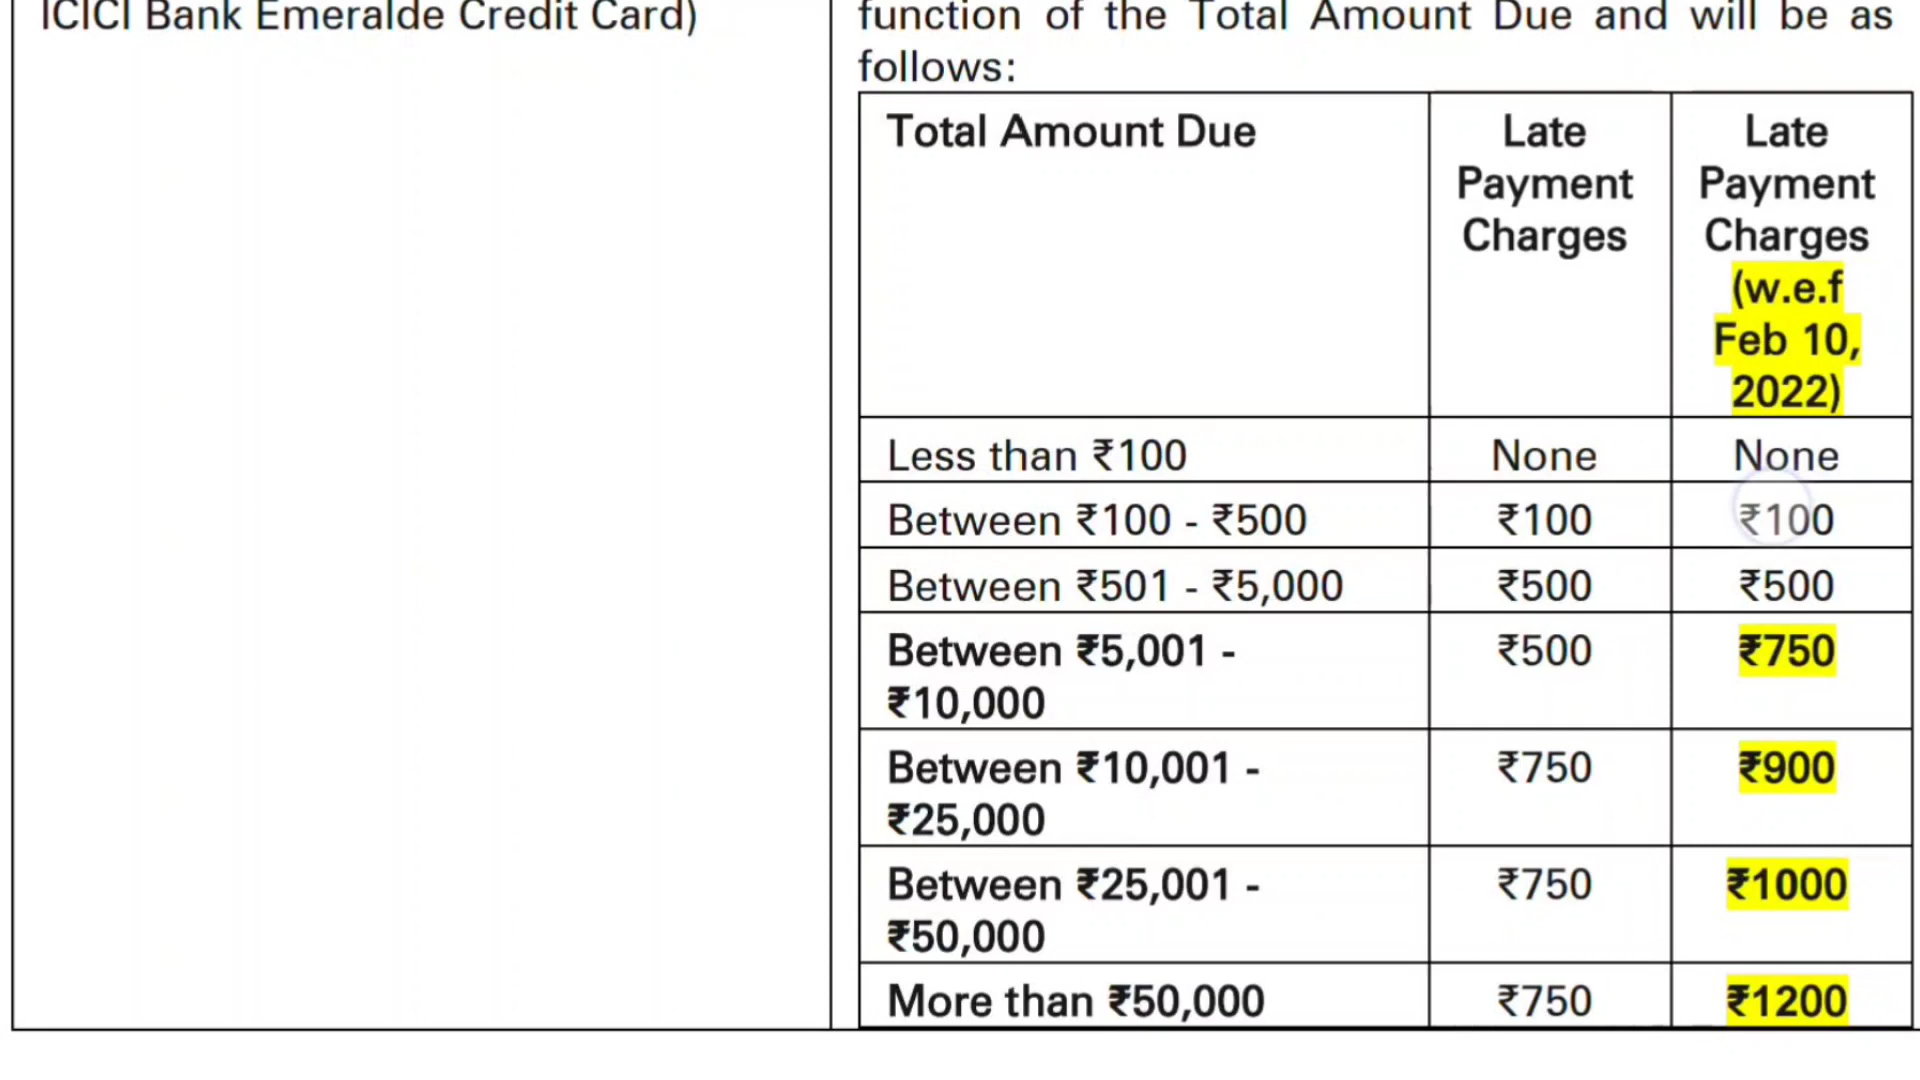 ICICI Bank Emeralde Credit Card)
function of the Total Amount Due and will be as
follows:
Total Amount Due
Late
Payment
Charges
Late
Payment
Charges
(w.e.f
Feb 10,
2022)
Less than ₹100 None None
Between ₹100 - ₹500 ₹100 ₹100
Between ₹501 - ₹5,000 ₹500 ₹500
Between ₹5,001 - ₹500 ₹750
₹10,000
Between ₹10,001 - ₹750 ₹900
₹25,000
Between ₹25,001 - ₹750 ₹1000
₹50,000
More than ₹50,000 ₹750 ₹1200